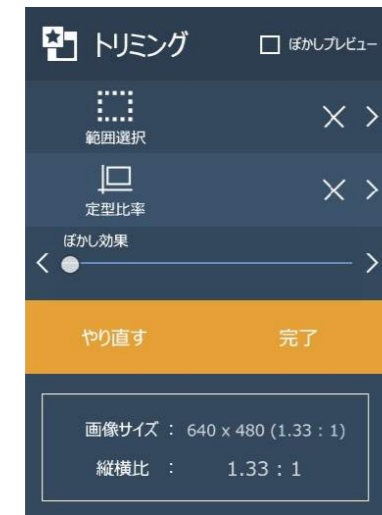 トリミング
ぼかしプレビュー
範囲選択
定型比率
ぼかし効果
やり直す 完了
画像サイズ : 640 x 480 (1.33 : 1)
縦横比 : 1.33 : 1